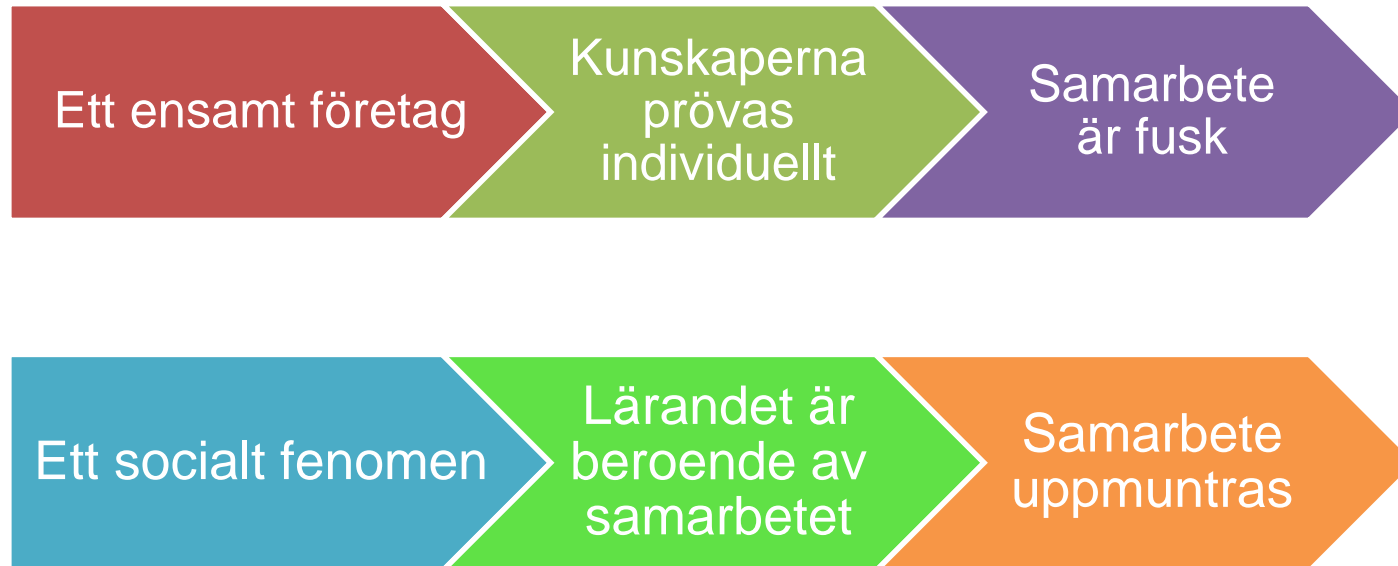 Ett ensamt företag
Kunskaperna
prövas
individuellt
Samarbete
är fusk
Ett socialt fenomen
Lärandet är
beroende av
samarbetet
Samarbete
uppmuntras